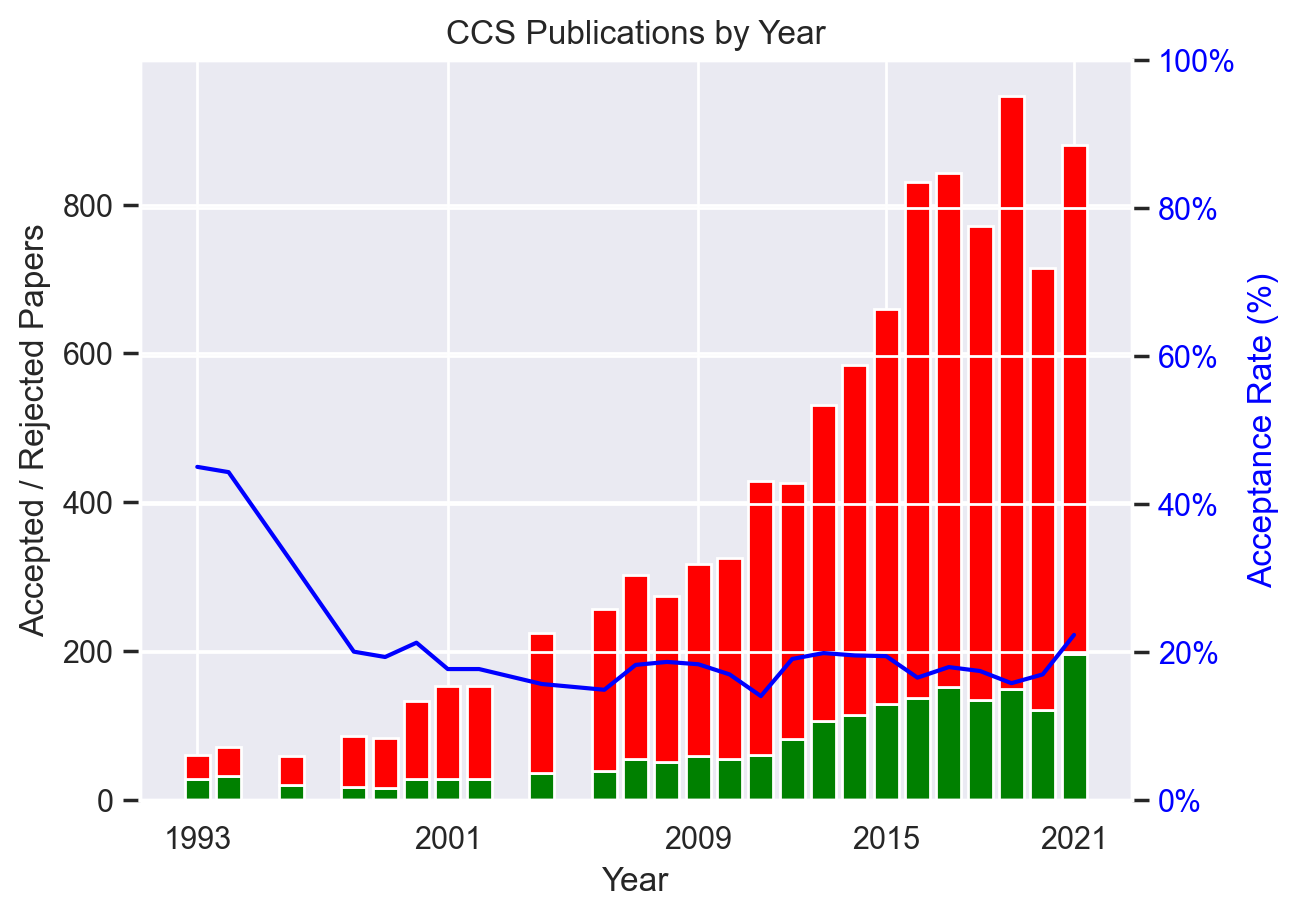 CCS Publications by Year
Accepted / Rejected Papers
800
600
400
200
0
100%
80%
60%
40%
20%
0%
Acceptance Rate (%)
1993 2001 2009 2015 2021
Year